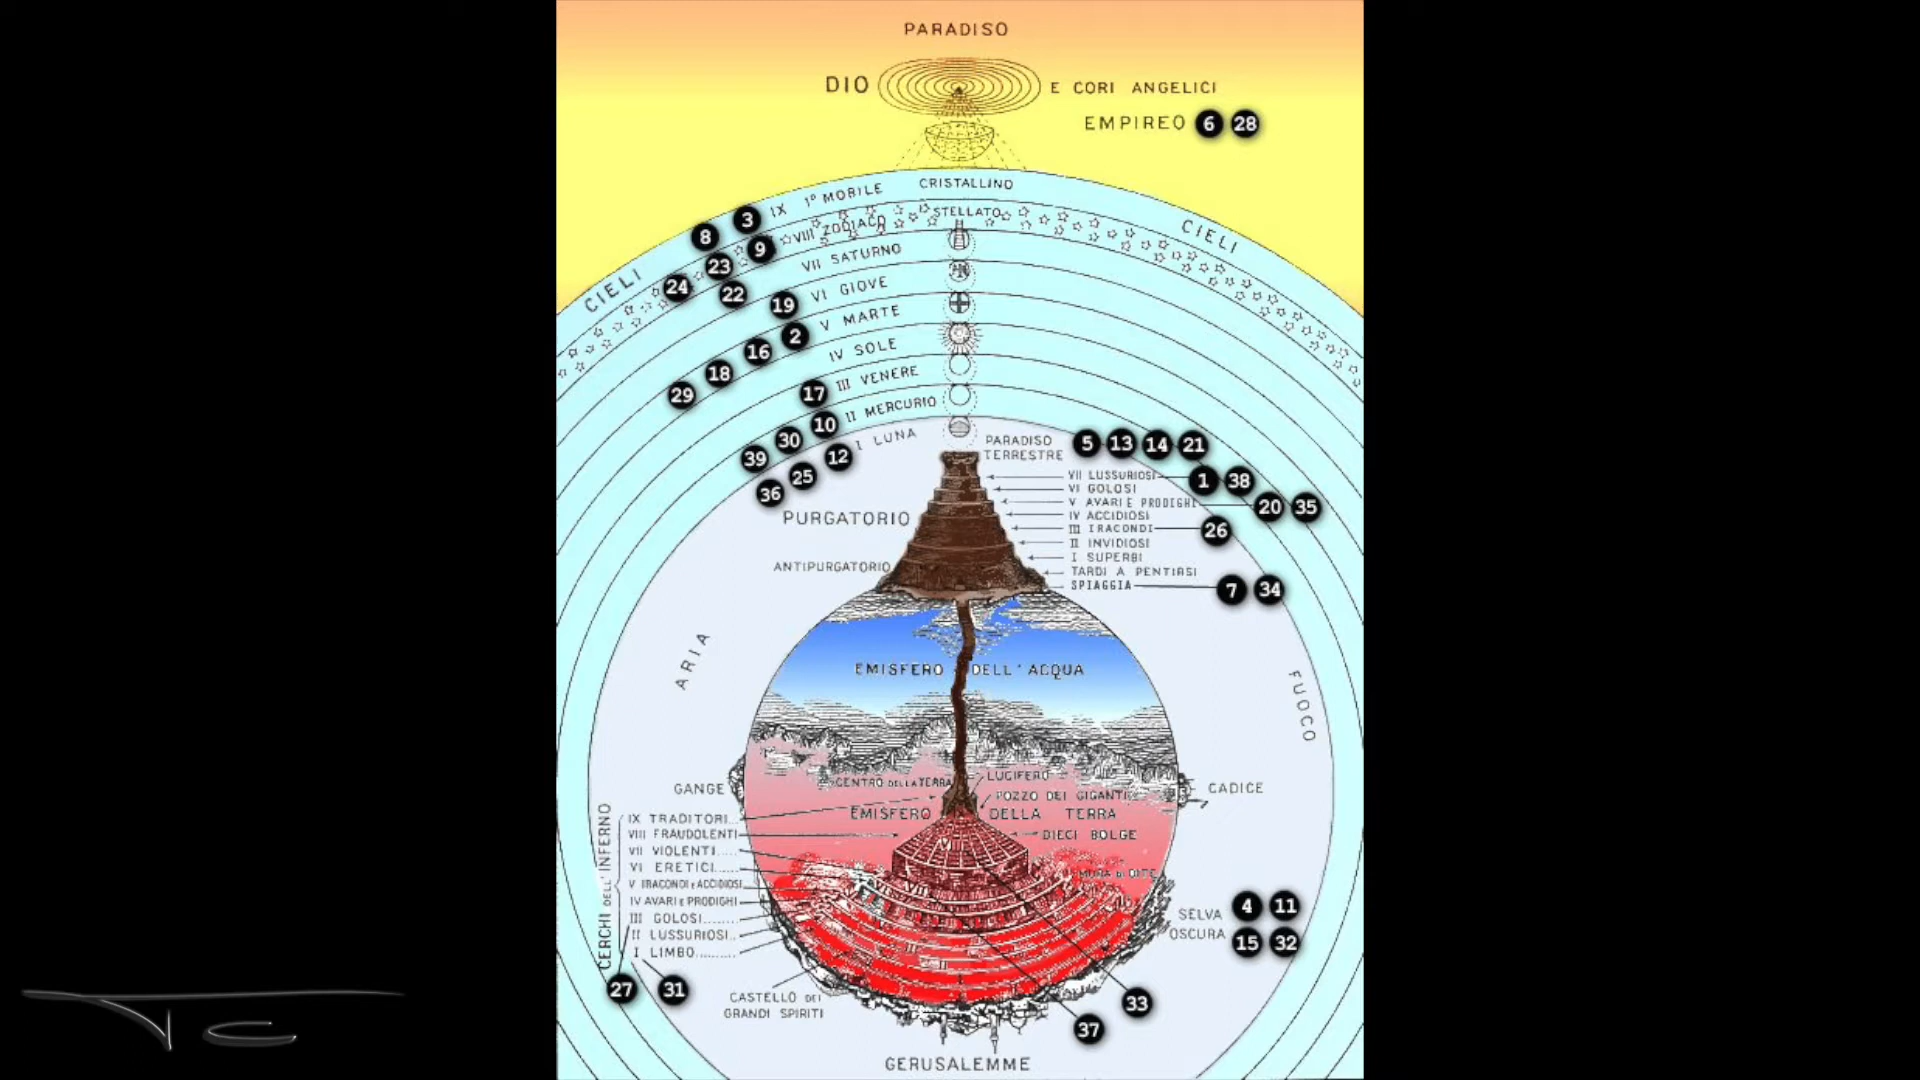 PARADISO
DIO E CORI ANGELICI
EMPIREO 6 28
CRISTALLINO
IX 1º MOBILE
3
8
CIELI
CIELI
STELLATO
VIII ZODIACO
9
23
24
VII SATURNO
22
VI GIOVE
19
V MARTE
2
16
18
29
IV SOLE
III VENERE
17
II MERCURIO
10
30
39
I LUNA
12
25
36
PARADISO
TERRESTRE
5 13 14 21
VII LUSSURIOSI 1 38
VI GOLOSI
V AVARI E PRODIGHI 20 35
IV ACCIDIOSI
III IRACONDI 26
II INVIDIOSI
I SUPERBI
TARDI A PENTIRSI
SPIAGGIA 7 34
PURGATORIO
ANTIPURGATORIO
ARIA
FUOCO
EMISFERO DELL'ACQUA
GANGE
CADICE
CENTRO DELLA TERRA
LUCIFERO
POZZO DEI GIGANTI
EMISFERO DELLA TERRA
DIECI BOLGE
MURA DI DITE
CERCHI DELL'INFERNO
IX TRADITORI...
VIII FRAUDOLENTI
VII VIOLENTI.....
VI ERETICI.....
V IRACONDI E ACCIDIOSI
IV AVARI E PRODIGHI
III GOLOSI........
II LUSSURIOSI..
I LIMBO.........
27 31
SELVA
OSCURA
4 11
15 32
CASTELLO DEI
GRANDI SPIRITI
33
37
GERUSALEMME
TC